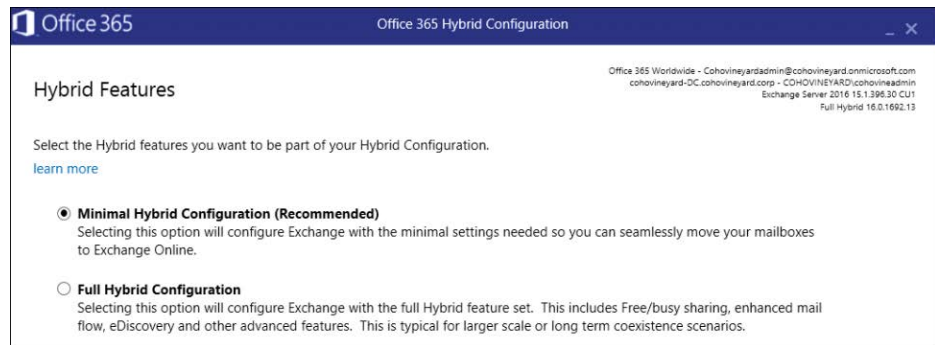 Office 365
Office 365 Hybrid Configuration
Hybrid Features
Office 365 Worldwide - Cohovineyardadmin@cohovineyard.onmicrosoft.com
cohovineyard-DC.cohovineyard.corp - COHOVINEYARD\cohovineadmin
Exchange Server 2016 15.1.396.30 CU1
Full Hybrid 16.0.1692.13
Select the Hybrid features you want to be part of your Hybrid Configuration.
learn more
Minimal Hybrid Configuration (Recommended)
Selecting this option will configure Exchange with the minimal settings needed so you can seamlessly move your mailboxes
to Exchange Online.
Full Hybrid Configuration
Selecting this option will configure Exchange with the full Hybrid feature set. This includes Free/busy sharing, enhanced mail
flow, eDiscovery and other advanced features. This is typical for larger scale or long term coexistence scenarios.